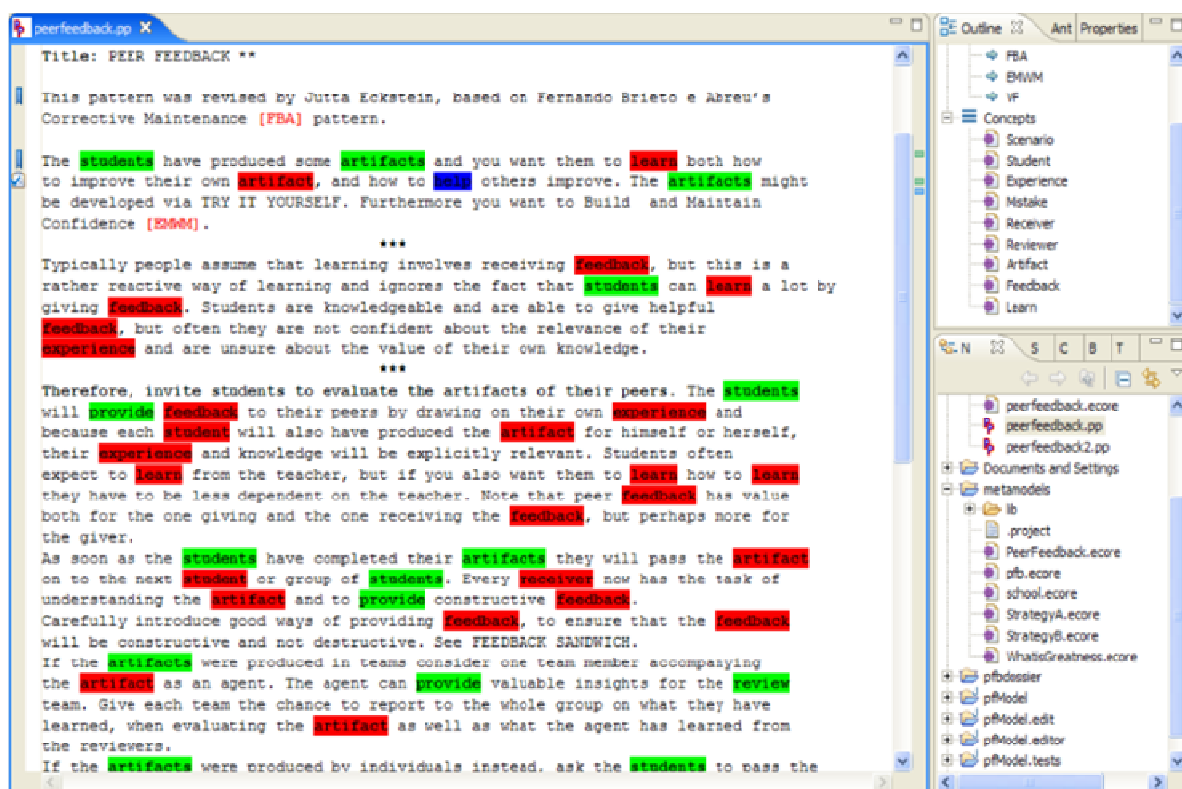 peerfeedback.pp
Title: PEER FEEDBACK **
This pattern was revised by Jutta Eckstein, based on Fernando Brieto e Abreu's
Corrective Maintenance [FBA] pattern.
The students have produced some artifacts and you want them to learn both how
to improve their own artifact, and how to help others improve. The artifacts might
be developed via TRY IT YOURSELF. Furthermore you want to Build and Maintain
Confidence [EMWM].
***
Typically people assume that learning involves receiving feedback, but this is a
rather reactive way of learning and ignores the fact that students can learn a lot by
giving feedback. Students are knowledgeable and are able to give helpful
feedback, but often they are not confident about the relevance of their
experience and are unsure about the value of their own knowledge.
***
Therefore, invite students to evaluate the artifacts of their peers. The students
will provide feedback to their peers by drawing on their own experience and
because each student will also have produced the artifact for himself or herself,
their experience and knowledge will be explicitly relevant. Students often
expect to learn from the teacher, but if you also want them to learn how to learn
they have to be less dependent on the teacher. Note that peer feedback has value
both for the one giving and the one receiving the feedback, but perhaps more for
the giver.
As soon as the students have completed their artifacts they will pass the artifact
on to the next student or group of students. Every receiver now has the task of
understanding the artifact and to provide constructive feedback.
Carefully introduce good ways of providing feedback, to ensure that the feedback
will be constructive and not destructive. See FEEDBACK SANDWICH.
If the artifacts were produced in teams consider one team member accompanying
the artifact as an agent. The agent can provide valuable insights for the review
team. Give each team the chance to report to the whole group on what they have
learned, when evaluating the artifact as well as what the agent has learned from
the reviewers.
If the artifacts were produced by individuals instead, ask the students to pass the
Outline Ant Properties
FBA
EMWM
VF
Concepts
Scenario
Student
Experience
Mistake
Receiver
Reviewer
Artifact
Feedback
Learn
N S C B T
peerfeedback.ecore
peerfeedback.pp
peerfeedback2.pp
Documents and Settings
metamodels
lib
.project
PeerFeedback.ecore
pfb.ecore
school.ecore
StrategyA.ecore
StrategyB.ecore
WhatisGreatness.ecore
pfbdossier
pfModel
pfModel.edit
pfModel.editor
pfModel.tests